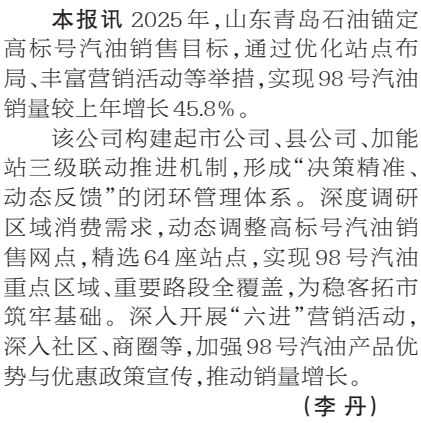 本报讯 2025年,山东青岛石油锚定
高标号汽油销售目标,通过优化站点布
局、丰富营销活动等举措,实现98号汽油
销量较上年增长45.8%。
该公司构建起市公司、县公司、加能
站三级联动推进机制,形成“决策精准、
动态反馈”的闭环管理体系。深度调研
区域消费需求,动态调整高标号汽油销
售网点,精选64座站点,实现98号汽油
重点区域、重要路段全覆盖,为稳客拓市
筑牢基础。深入开展“六进”营销活动,
深入社区、商圈等,加强98号汽油产品优
势与优惠政策宣传,推动销量增长。
(李 丹)